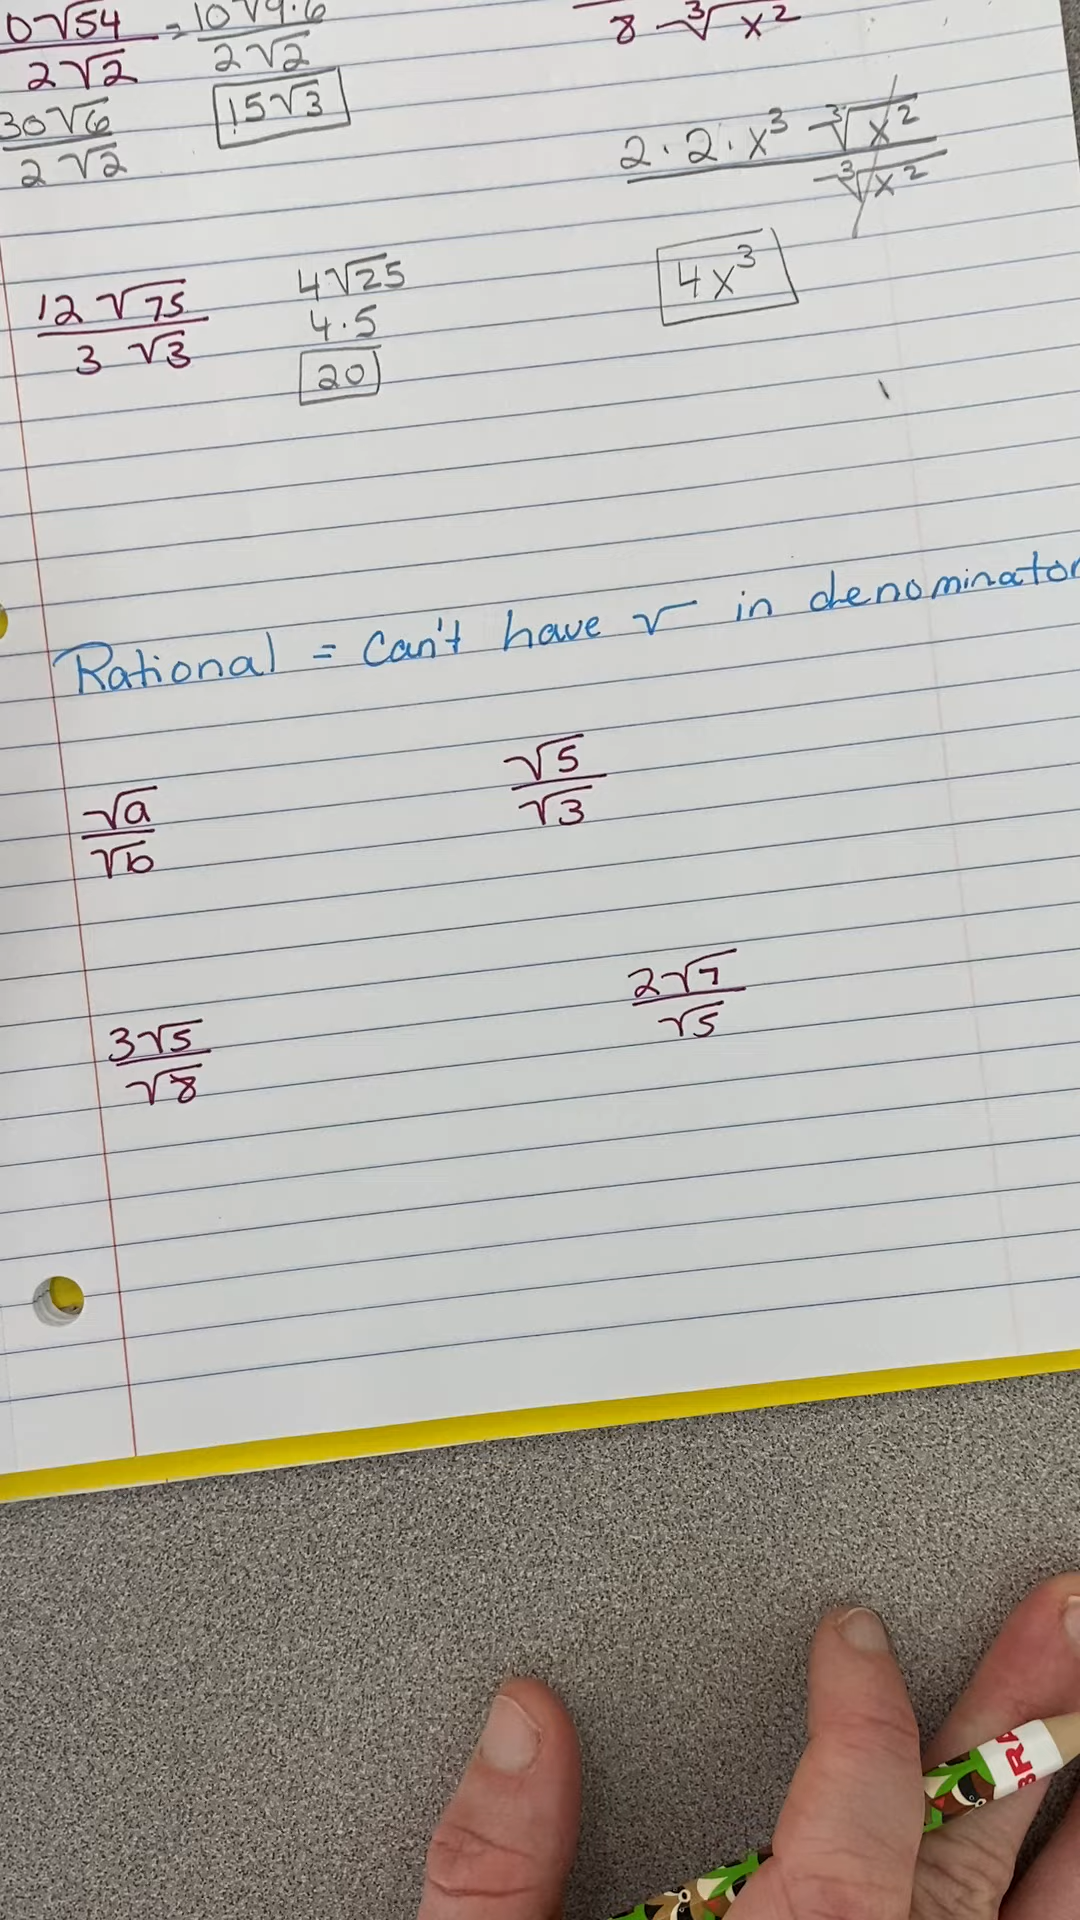 0√54 / 2√2 = 10√9·6 / 2√2
30√6 / 2√2
15√3
8 ∛x²
2·2·x³ ∛x² / ∛x²
4x³
12√75 / 3√3
4√25
4·5
20
Rational = Can't have √ in denominator
√a / √b
√5 / √3
3√5 / √8
2√7 / √5
BRA